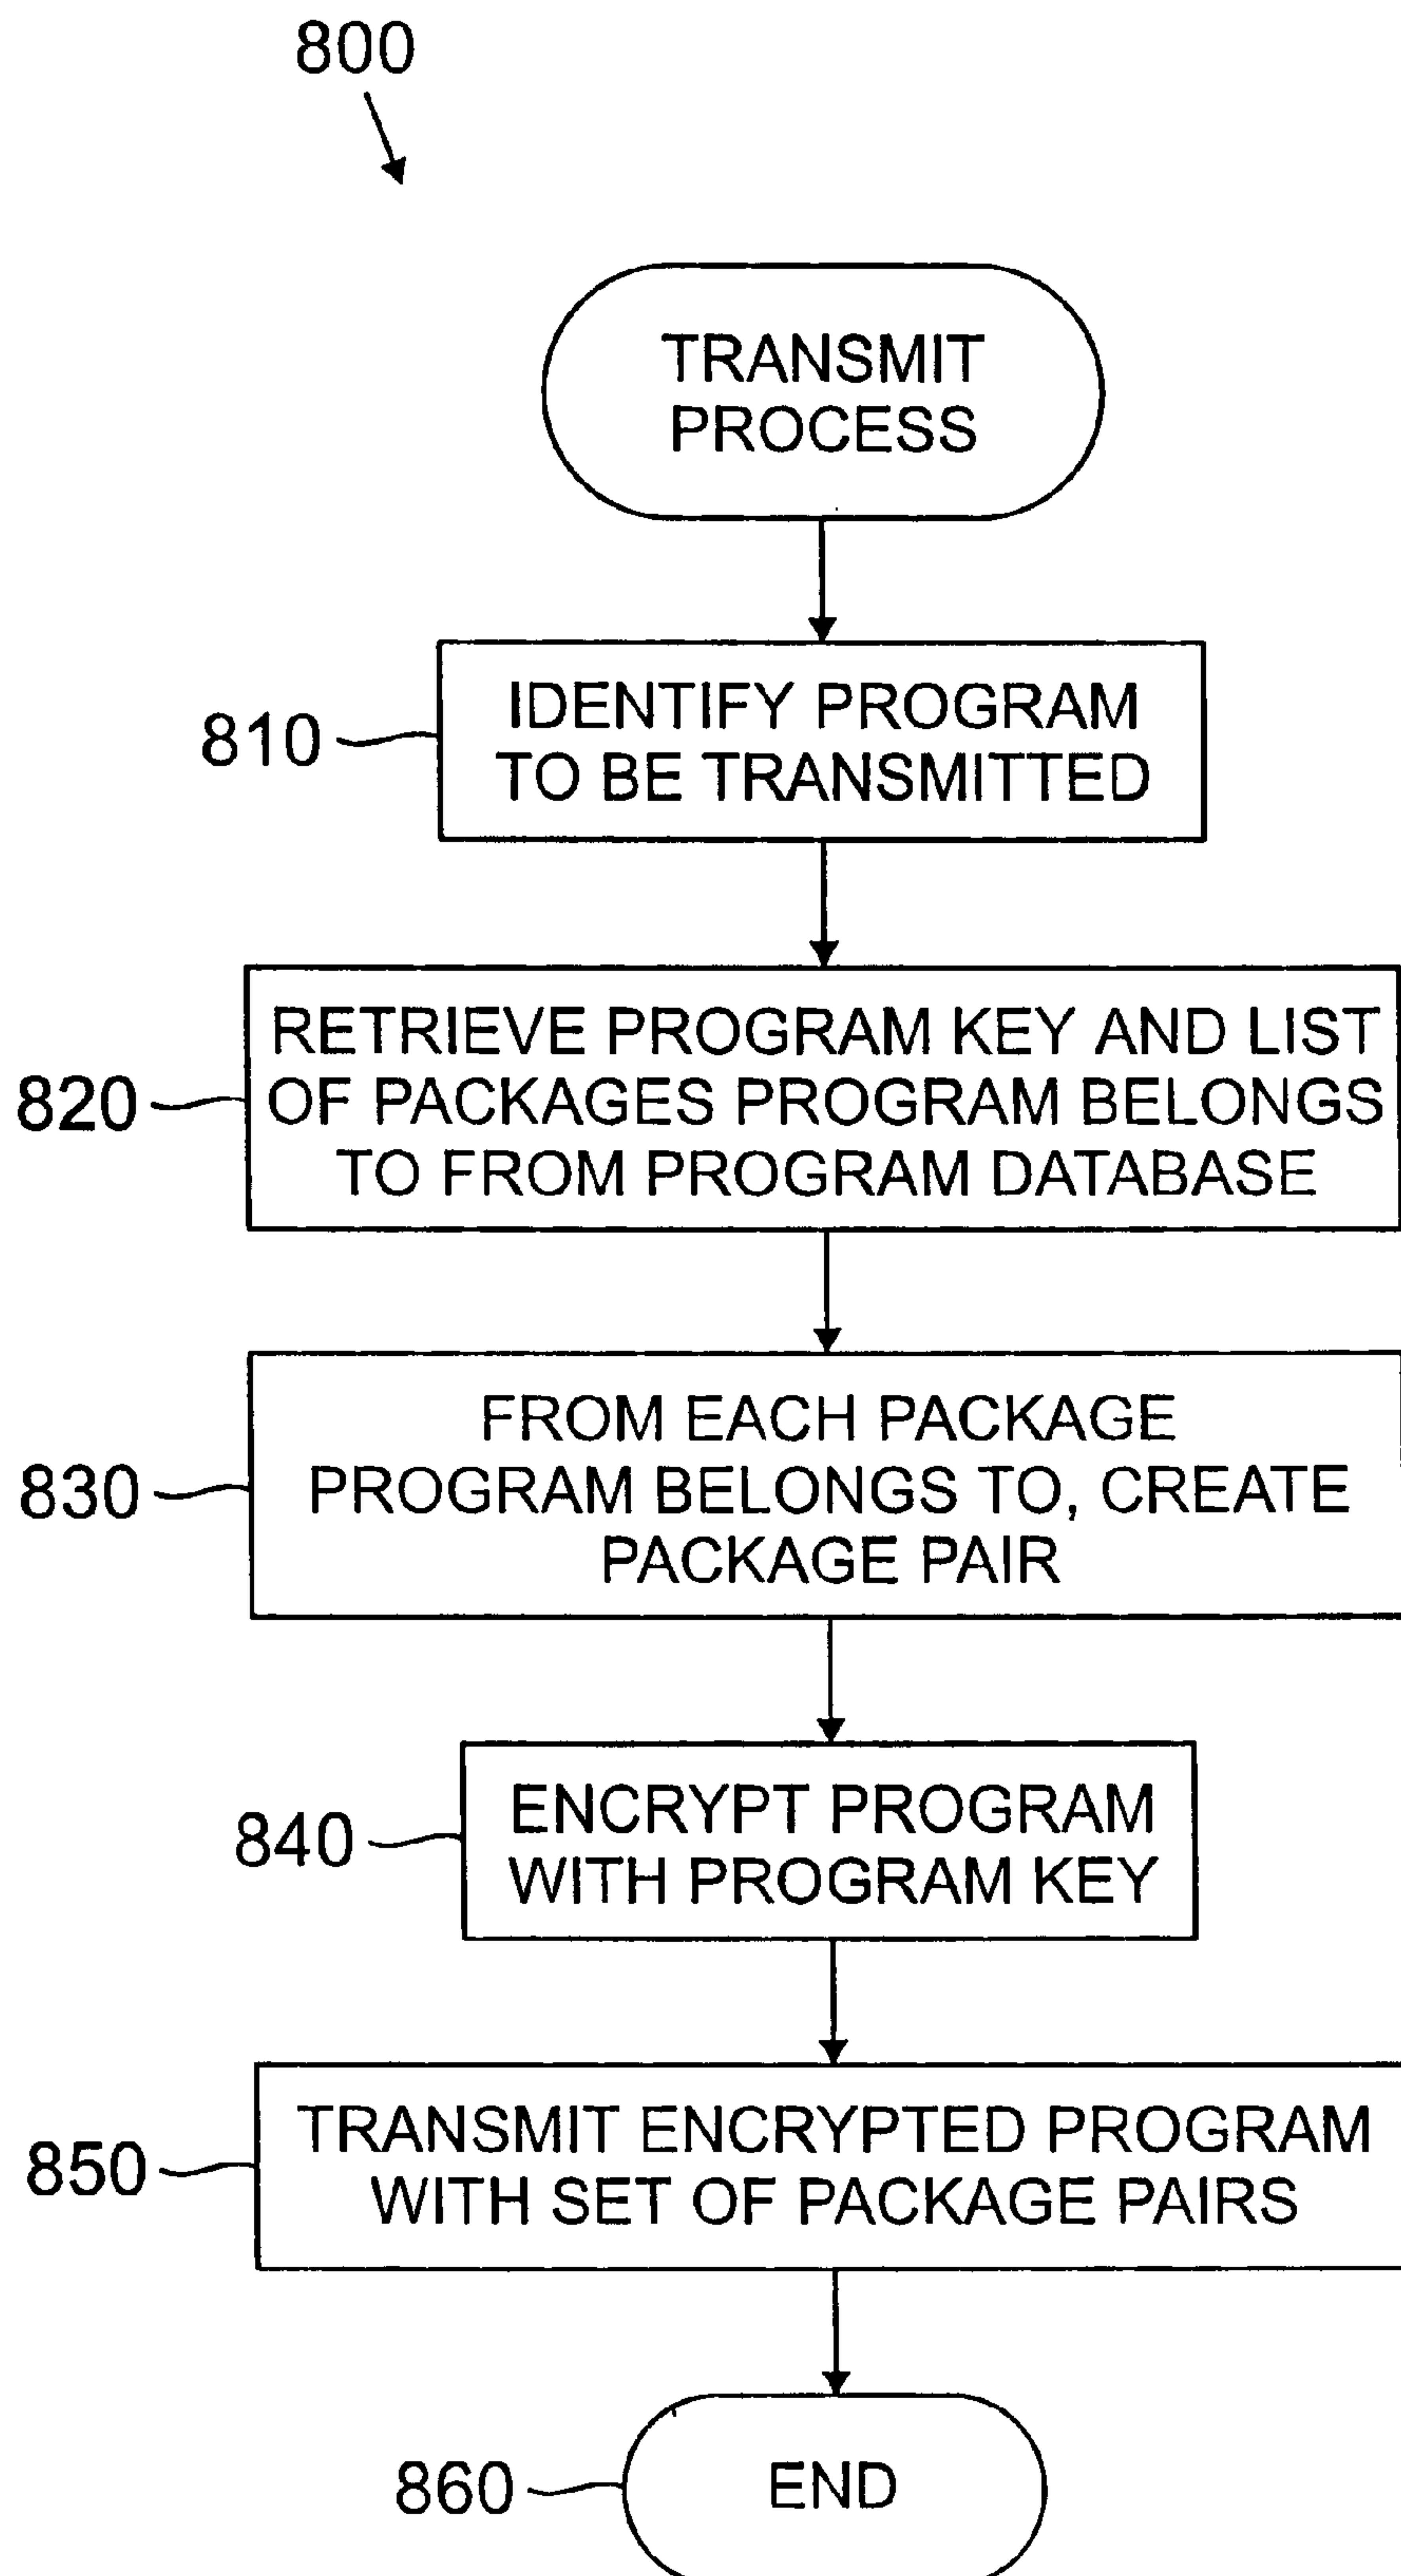 800
TRANSMIT
PROCESS
810
IDENTIFY PROGRAM
TO BE TRANSMITTED
820
RETRIEVE PROGRAM KEY AND LIST
OF PACKAGES PROGRAM BELONGS
TO FROM PROGRAM DATABASE
830
FROM EACH PACKAGE
PROGRAM BELONGS TO, CREATE
PACKAGE PAIR
840
ENCRYPT PROGRAM
WITH PROGRAM KEY
850
TRANSMIT ENCRYPTED PROGRAM
WITH SET OF PACKAGE PAIRS
860
END